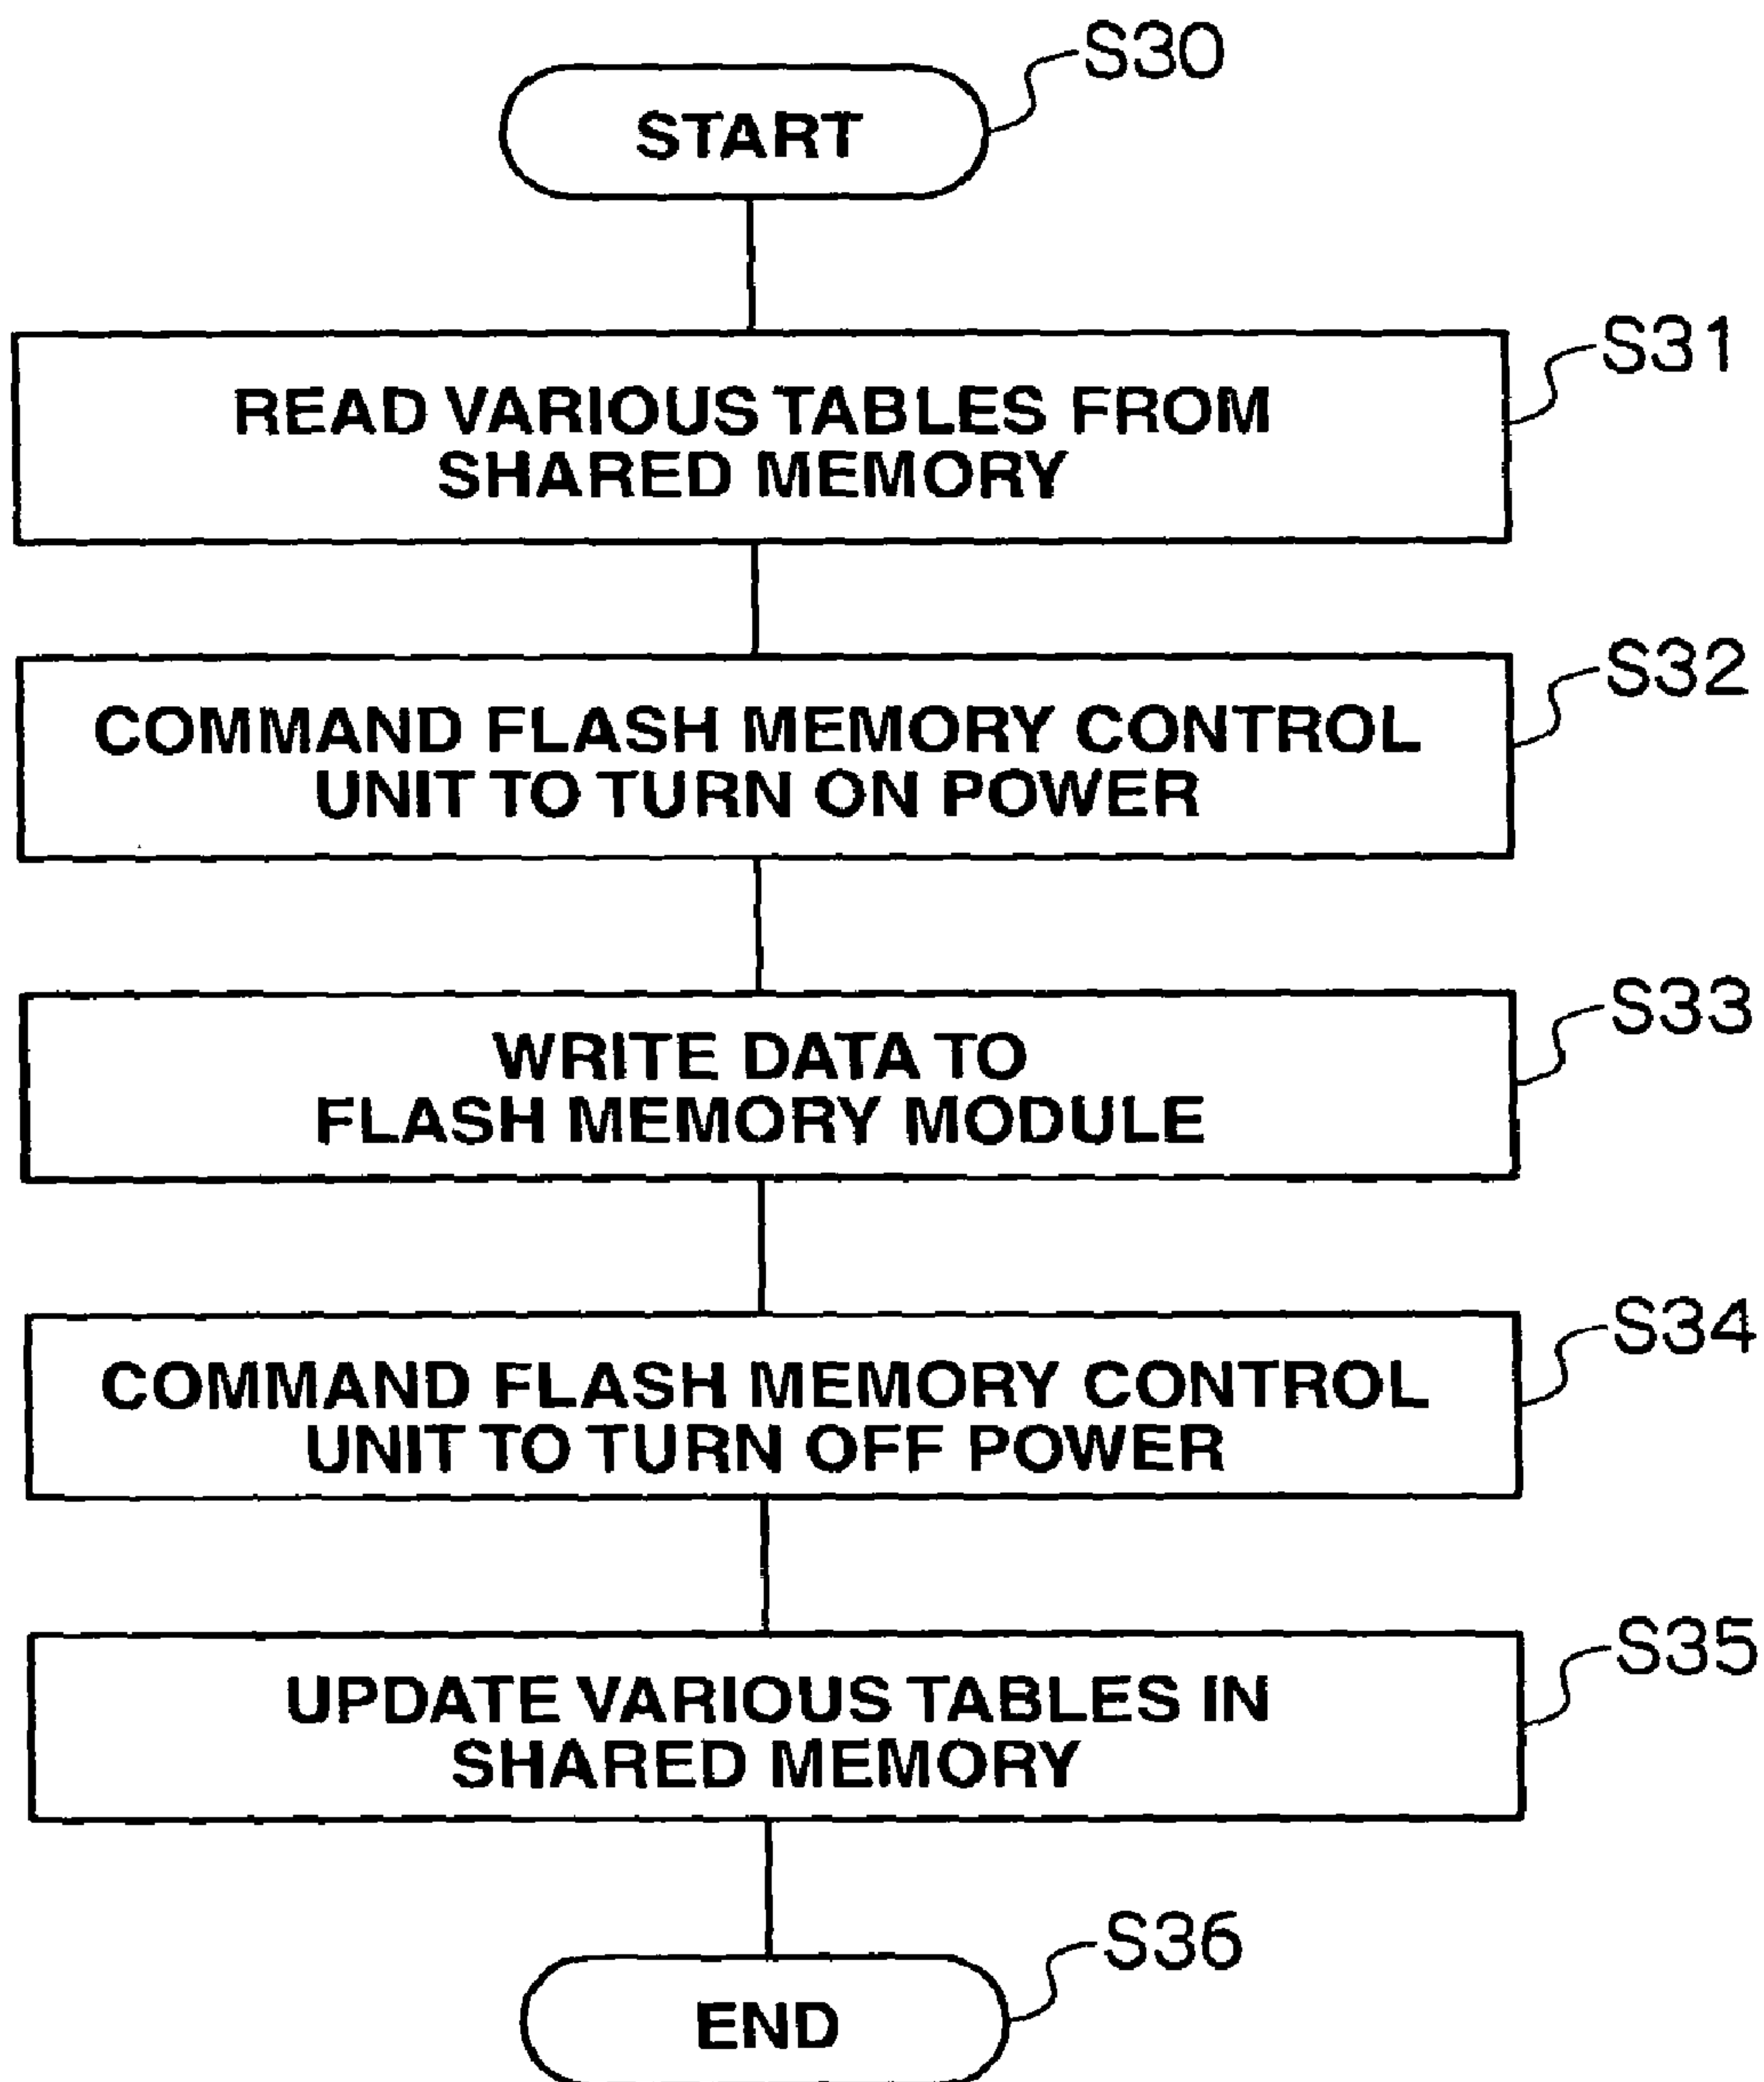 S30
START
S31
READ VARIOUS TABLES FROM
SHARED MEMORY
S32
COMMAND FLASH MEMORY CONTROL
UNIT TO TURN ON POWER
S33
WRITE DATA TO
FLASH MEMORY MODULE
S34
COMMAND FLASH MEMORY CONTROL
UNIT TO TURN OFF POWER
S35
UPDATE VARIOUS TABLES IN
SHARED MEMORY
S36
END